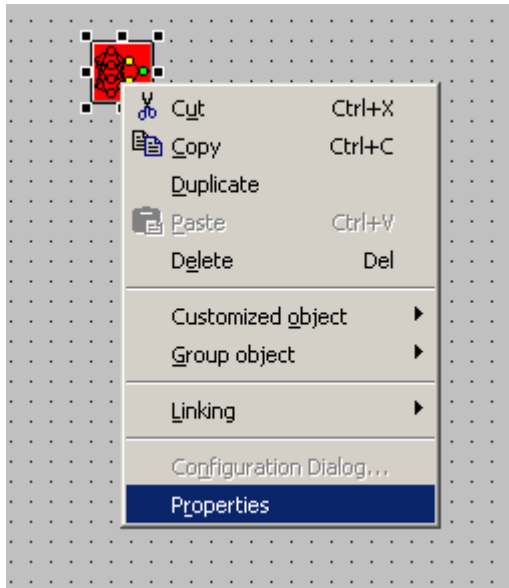 Cut Ctrl+X
Copy Ctrl+C
Duplicate
Paste Ctrl+V
Delete Del
Customized object
Group object
Linking
Configuration Dialog...
Properties